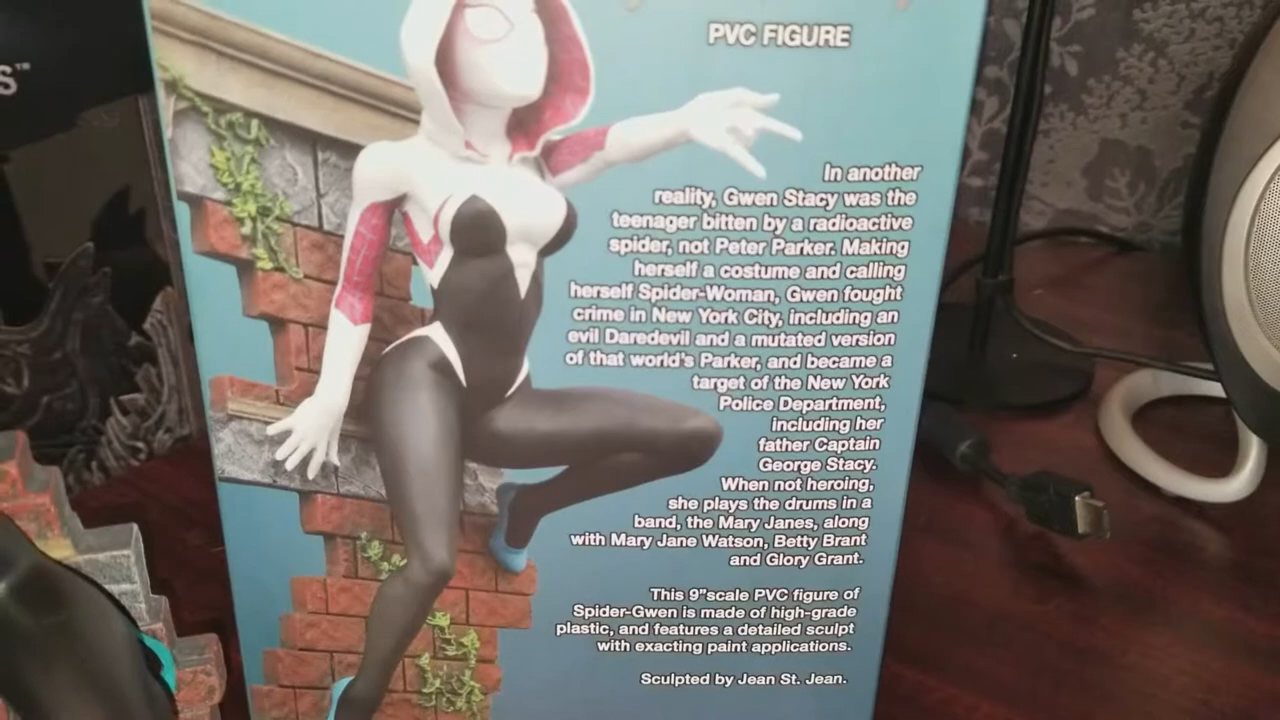 S™
PVC FIGURE
In another
reality, Gwen Stacy was the
teenager bitten by a radioactive
spider, not Peter Parker. Making
herself a costume and calling
herself Spider-Woman, Gwen fought
crime in New York City, including an
evil Daredevil and a mutated version
of that world's Parker, and became a
target of the New York
Police Department,
including her
father Captain
George Stacy.
When not heroing,
she plays the drums in a
band, the Mary Janes, along
with Mary Jane Watson, Betty Brant
and Glory Grant.
This 9"scale PVC figure of
Spider-Gwen is made of high-grade
plastic, and features a detailed sculpt
with exacting paint applications.
Sculpted by Jean St. Jean.